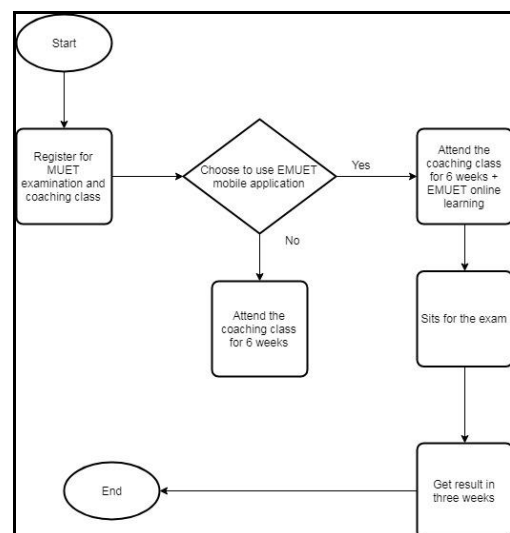 Start
Register for
MUET
examination and
coaching class
Choose to use EMUET
mobile application
Yes
Attend the
coaching class
for 6 weeks +
EMUET online
learning
No
Attend the
coaching class
for 6 weeks
Sits for the exam
Get result in
three weeks
End